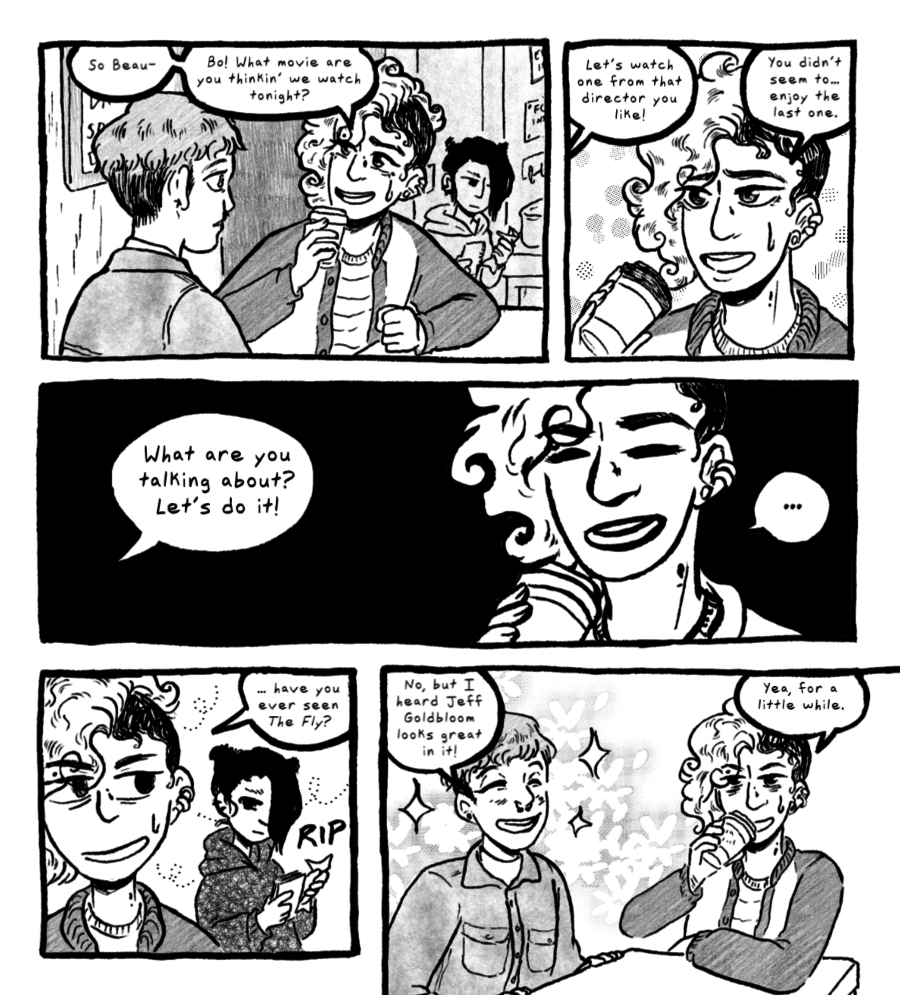 So Beau-
Bo! What movie are
you thinkin' we watch
tonight?
Let's watch
one from that
director you
like!
You didn't
seem to...
enjoy the
last one.
What are you
talking about?
Let's do it!
...
... have you
ever seen
The Fly?
RIP
No, but I
heard Jeff
Goldbloom
looks great
in it!
Yea, for a
little while.